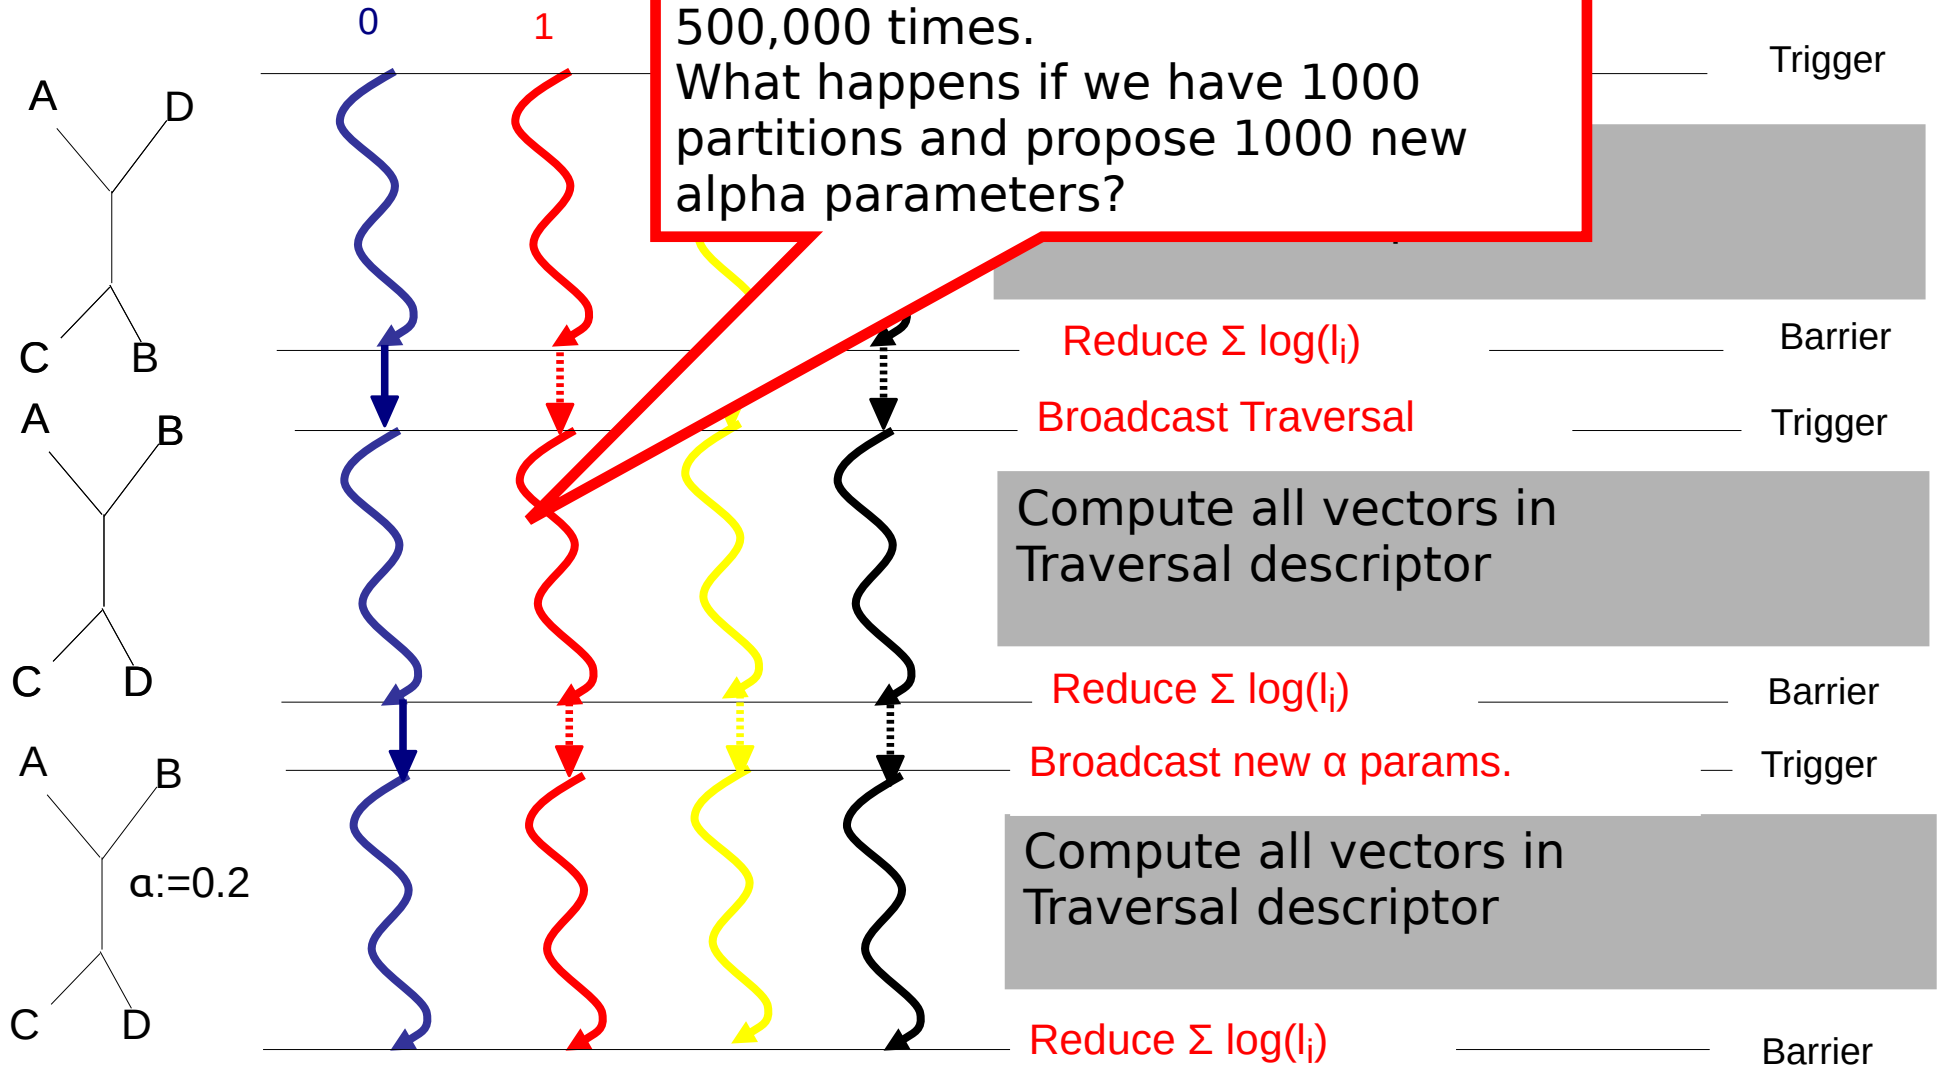 0
1
500,000 times.
What happens if we have 1000
partitions and propose 1000 new
alpha parameters?
Trigger
A
D
C
B
Reduce Σ log(li)
Barrier
A
B
Broadcast Traversal
Trigger
Compute all vectors in
Traversal descriptor
C
D
Reduce Σ log(li)
Barrier
A
B
Broadcast new α params.
Trigger
α:=0.2
Compute all vectors in
Traversal descriptor
C
D
Reduce Σ log(li)
Barrier